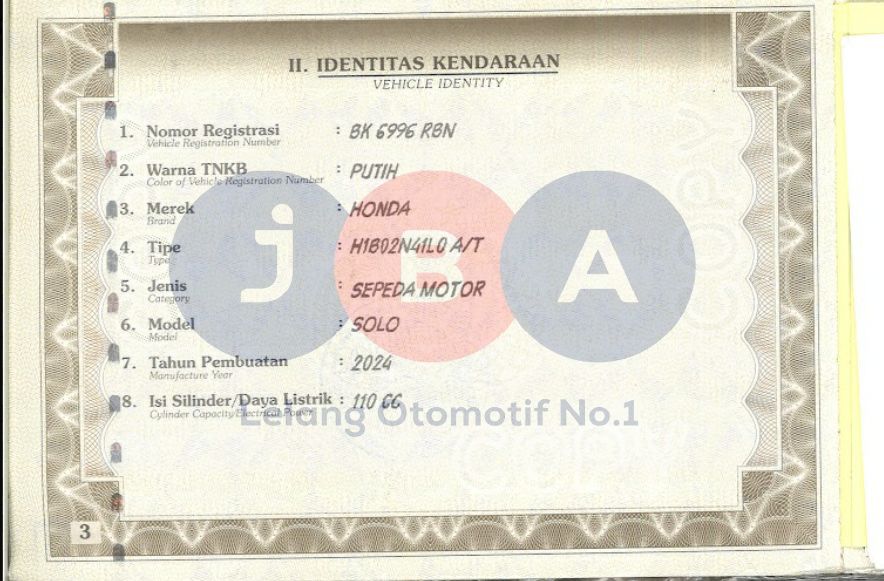 II. IDENTITAS KENDARAAN
VEHICLE IDENTITY
1. Nomor Registrasi : BK 6996 RBN
Vehicle Registration Number
2. Warna TNKB : PUTIH
Color of Vehicle Registration Number
3. Merek : HONDA
Brand
4. Tipe : H1B02N41L0 A/T
Type
5. Jenis : SEPEDA MOTOR
Category
6. Model : SOLO
Model
7. Tahun Pembuatan : 2024
Manufacture Year
8. Isi Silinder/Daya Listrik : 110 CC
Cylinder Capacity/Electrical Power
JBA
Lelang Otomotif No.1
copy
3